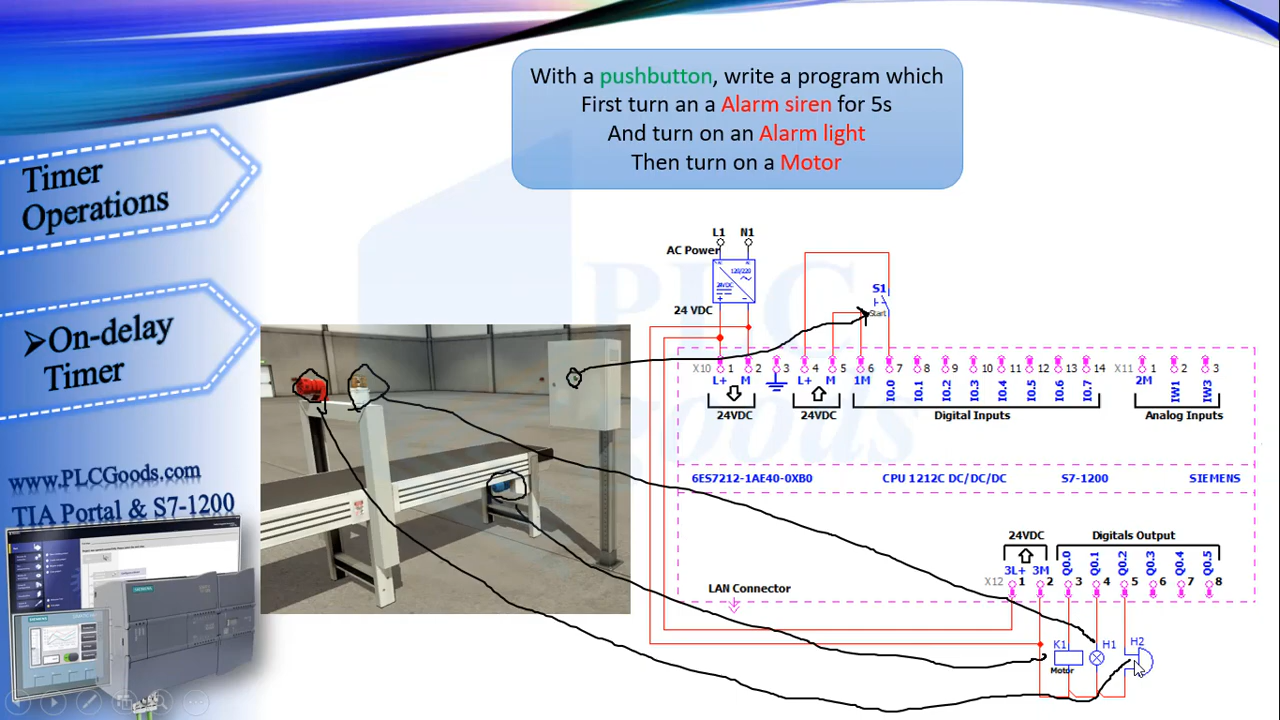 With a pushbutton, write a program which
First turn an a Alarm siren for 5s
And turn on an Alarm light
Then turn on a Motor
Timer
Operations
➢On-delay
Timer
www.PLCGoods.com
TIA Portal & S7-1200
PLC
goods
L1 N1
AC Power
120/220
24VDC
24 VDC
S1
Start
X10 1 2 3 4 5 6 7 8 9 10 11 12 13 14 X11 1 2 3
L+ M L+ M 1M I0.0 I0.1 I0.2 I0.3 I0.4 I0.5 I0.6 I0.7 2M IW1 IW3
24VDC 24VDC Digital Inputs Analog Inputs
6ES7212-1AE40-0XB0 CPU 1212C DC/DC/DC S7-1200 SIEMENS
24VDC Digitals Output
3L+ 3M Q0.0 Q0.1 Q0.2 Q0.3 Q0.4 Q0.5
X12 1 2 3 4 5 6 7 8
LAN Connector
K1 H1 H2
Motor